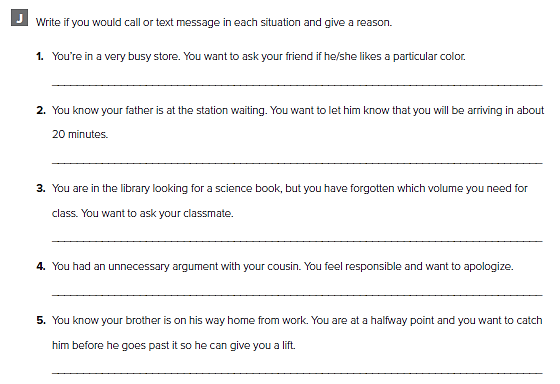 J Write if you would call or text message in each situation and give a reason.
1. You're in a very busy store. You want to ask your friend if he/she likes a particular color.
2. You know your father is at the station waiting. You want to let him know that you will be arriving in about
20 minutes.
3. You are in the library looking for a science book, but you have forgotten which volume you need for
class. You want to ask your classmate.
4. You had an unnecessary argument with your cousin. You feel responsible and want to apologize.
5. You know your brother is on his way home from work. You are at a halfway point and you want to catch
him before he goes past it so he can give you a lift.